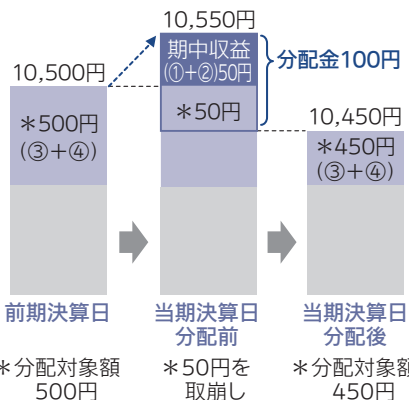 10,550円
期中収益
(①+②)50円
分配金100円
10,500円
*50円
10,450円
*500円
(③+④)
*450円
(③+④)
前期決算日
当期決算日
分配前
当期決算日
分配後
*分配対象額
500円
*50円を
取崩し
*分配対象額
450円